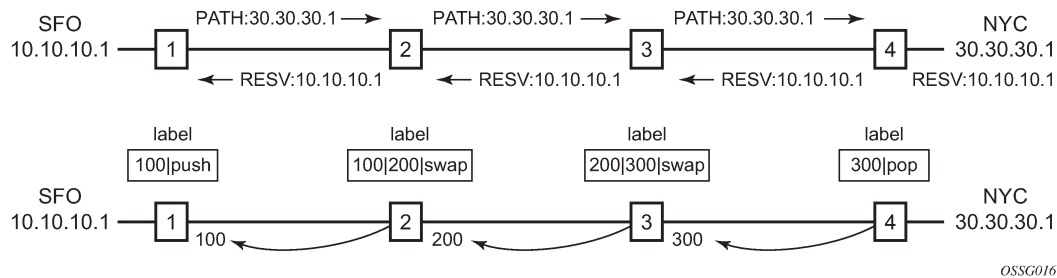 PATH:30.30.30.1 PATH:30.30.30.1 PATH:30.30.30.1
SFO NYC
10.10.10.1 1 2 3 4 30.30.30.1
RESV:10.10.10.1 RESV:10.10.10.1 RESV:10.10.10.1 RESV:10.10.10.1
label label label label
100|push 100|200|swap 200|300|swap 300|pop
SFO NYC
10.10.10.1 1 2 3 4 30.30.30.1
100 200 300
OSSG016